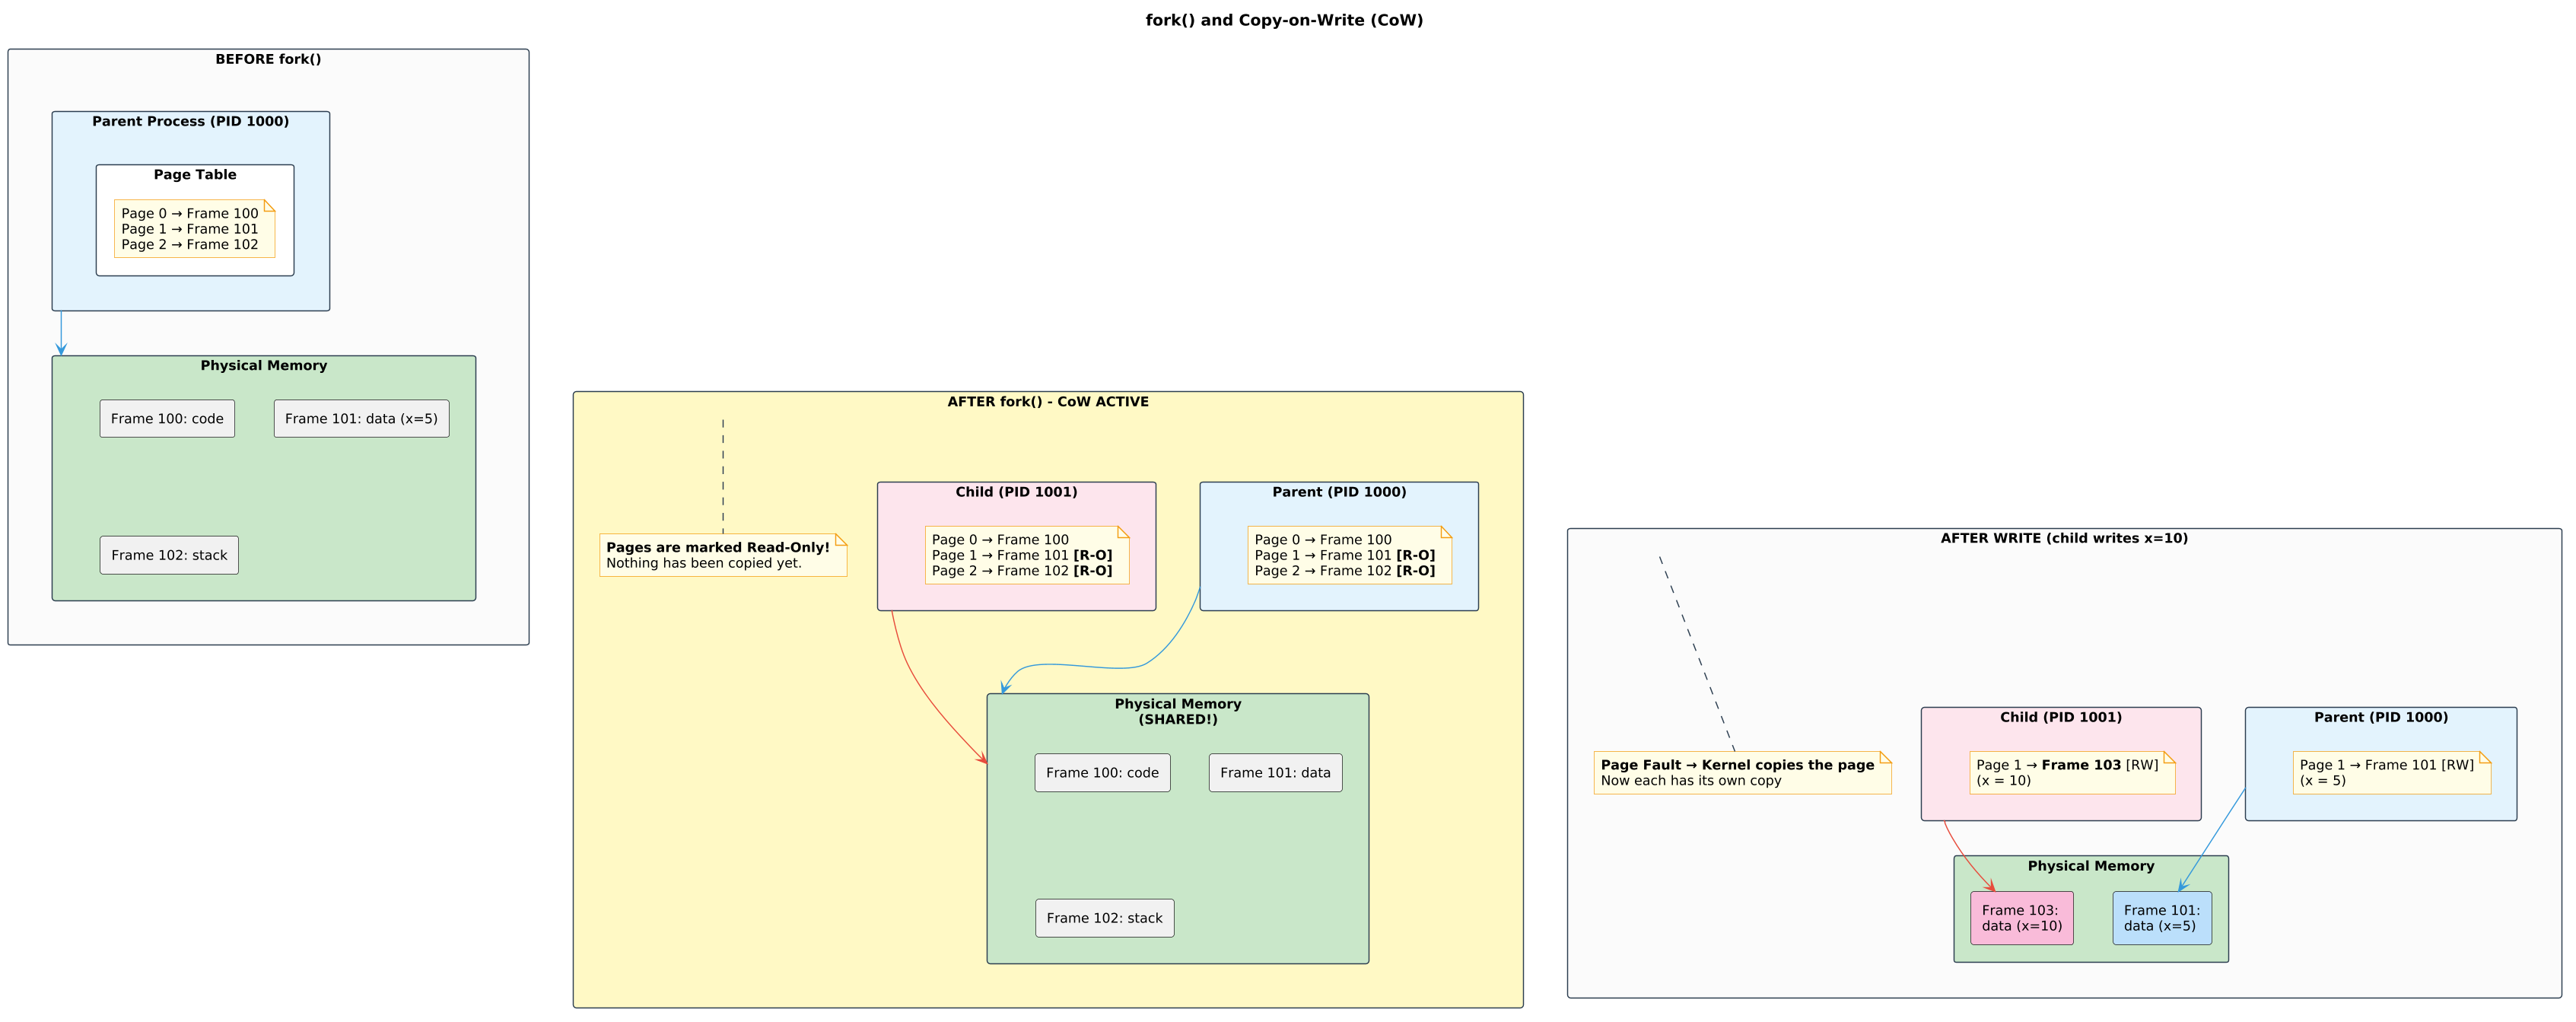 fork() and Copy-on-Write (CoW)
BEFORE fork()
Parent Process (PID 1000)
Page Table
Page 0 → Frame 100
Page 1 → Frame 101
Page 2 → Frame 102
Physical Memory
Frame 100: code
Frame 101: data (x=5)
Frame 102: stack
AFTER fork() - CoW ACTIVE
Pages are marked Read-Only!
Nothing has been copied yet.
Child (PID 1001)
Page 0 → Frame 100
Page 1 → Frame 101 [R-O]
Page 2 → Frame 102 [R-O]
Parent (PID 1000)
Page 0 → Frame 100
Page 1 → Frame 101 [R-O]
Page 2 → Frame 102 [R-O]
Physical Memory
(SHARED!)
Frame 100: code
Frame 101: data
Frame 102: stack
AFTER WRITE (child writes x=10)
Page Fault → Kernel copies the page
Now each has its own copy
Child (PID 1001)
Page 1 → Frame 103 [RW]
(x = 10)
Parent (PID 1000)
Page 1 → Frame 101 [RW]
(x = 5)
Physical Memory
Frame 103:
data (x=10)
Frame 101:
data (x=5)